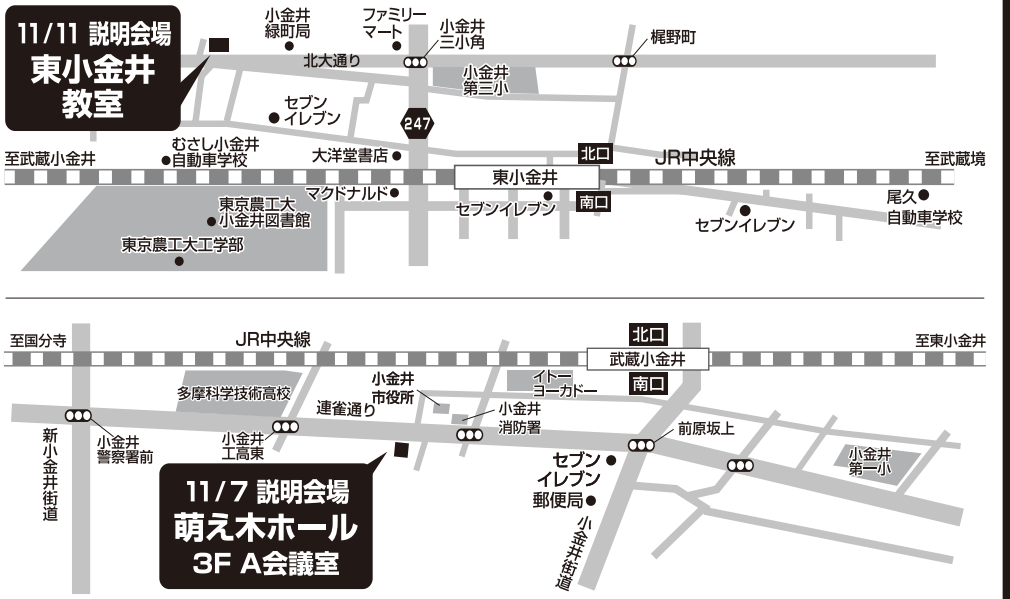 11/11 説明会場
東小金井
教室
小金井
緑町局
ファミリー
マート
小金井
三小角
梶野町
北大通り
小金井
第三小
セブン
イレブン
247
むさし小金井
自動車学校
大洋堂書店
北口
JR中央線
至武蔵小金井
至武蔵境
東小金井
マクドナルド
南口
セブンイレブン
尾久
自動車学校
セブンイレブン
東京農工大
小金井図書館
東京農工大工学部
至国分寺
JR中央線
北口
至東小金井
武蔵小金井
南口
多摩科学技術高校
小金井
市役所
イトー
ヨーカドー
連雀通り
小金井
消防署
前原坂上
新小金井街道
小金井
警察署前
小金井
工高東
セブン
イレブン
郵便局
小金井
第一小
小金井街道
11/7 説明会場
萌え木ホール
3F A会議室